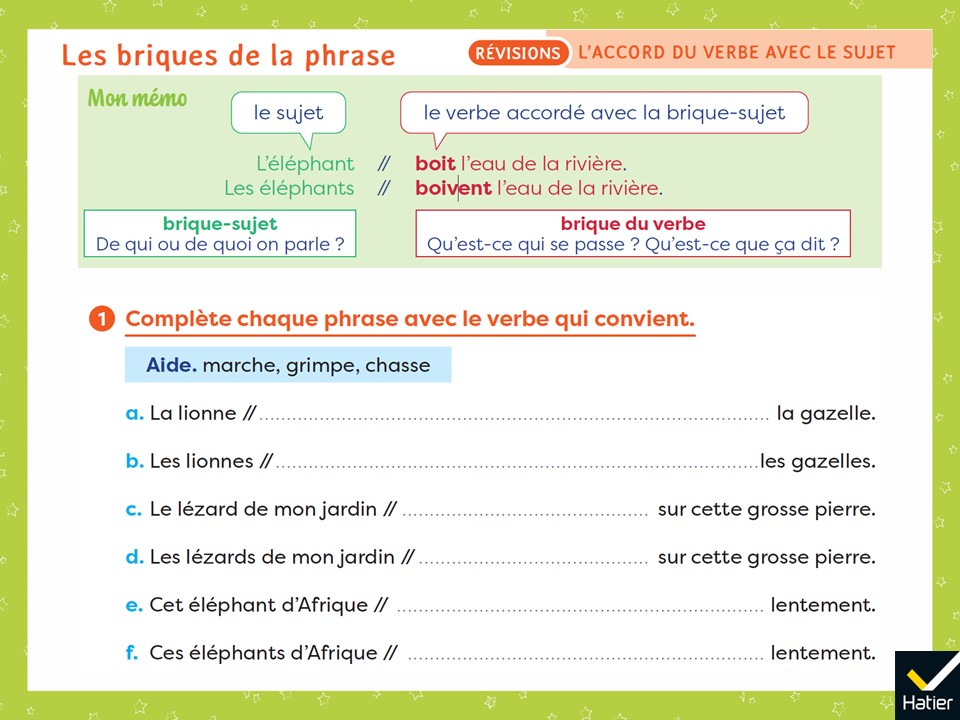 Les briques de la phrase
RÉVISIONS L'ACCORD DU VERBE AVEC LE SUJET
Mon mémo
le sujet le verbe accordé avec la brique-sujet
L'éléphant // boit l'eau de la rivière.
Les éléphants // boivent l'eau de la rivière.
brique-sujet
De qui ou de quoi on parle ?
brique du verbe
Qu'est-ce qui se passe ? Qu'est-ce que ça dit ?
1 Complète chaque phrase avec le verbe qui convient.
Aide. marche, grimpe, chasse
a. La lionne // ........................................ la gazelle.
b. Les lionnes // ........................................ les gazelles.
c. Le lézard de mon jardin // ........................................ sur cette grosse pierre.
d. Les lézards de mon jardin // ........................................ sur cette grosse pierre.
e. Cet éléphant d'Afrique // ........................................ lentement.
f. Ces éléphants d'Afrique // ........................................ lentement.
Hatier